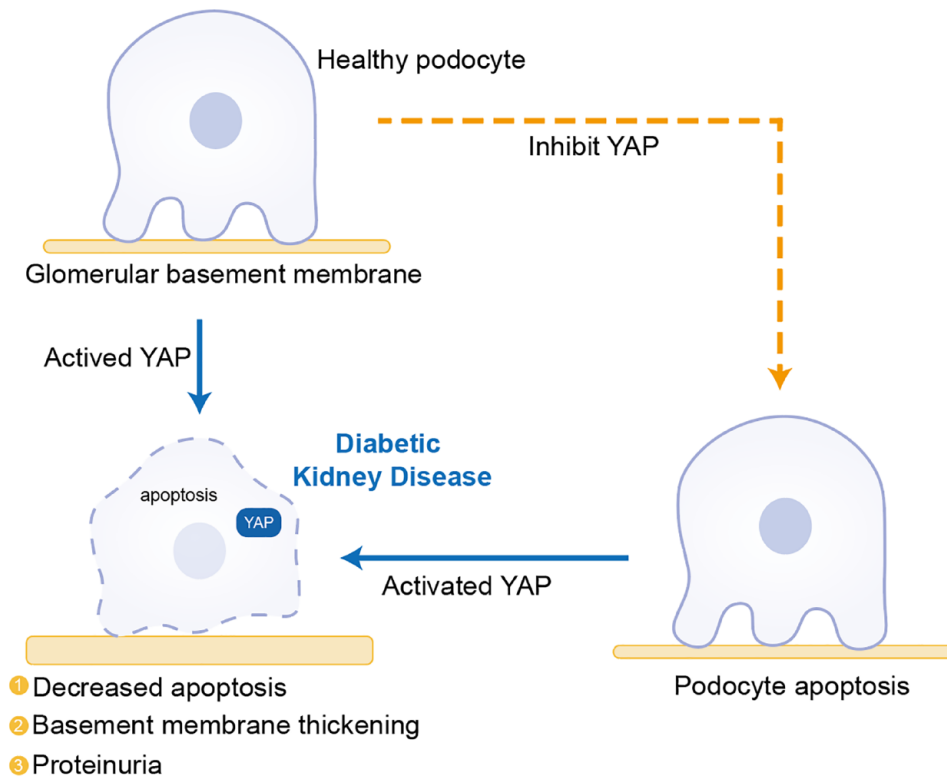 Healthy podocyte
Inhibit YAP
Glomerular basement membrane
Actived YAP
Diabetic
Kidney Disease
apoptosis
YAP
Activated YAP
Podocyte apoptosis
1 Decreased apoptosis
2 Basement membrane thickening
3 Proteinuria